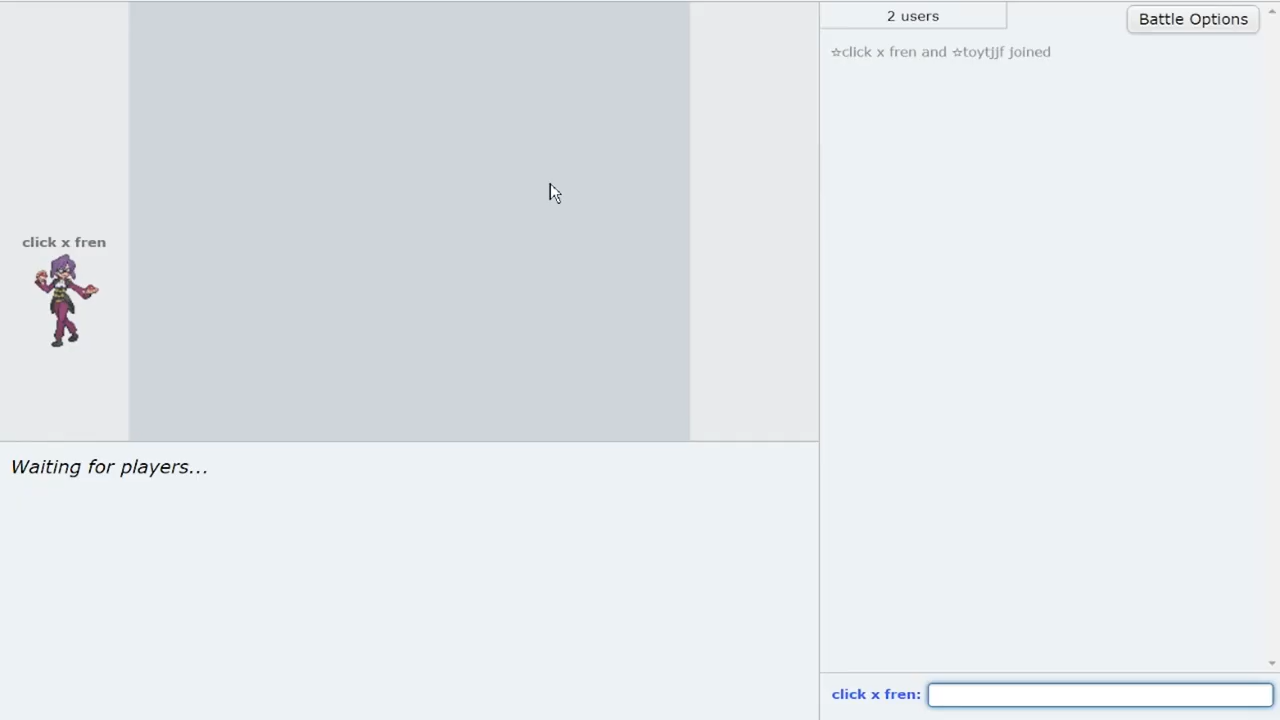 2 users
Battle Options
☆click x fren and ☆toytjjf joined
click x fren
Waiting for players...
click x fren: